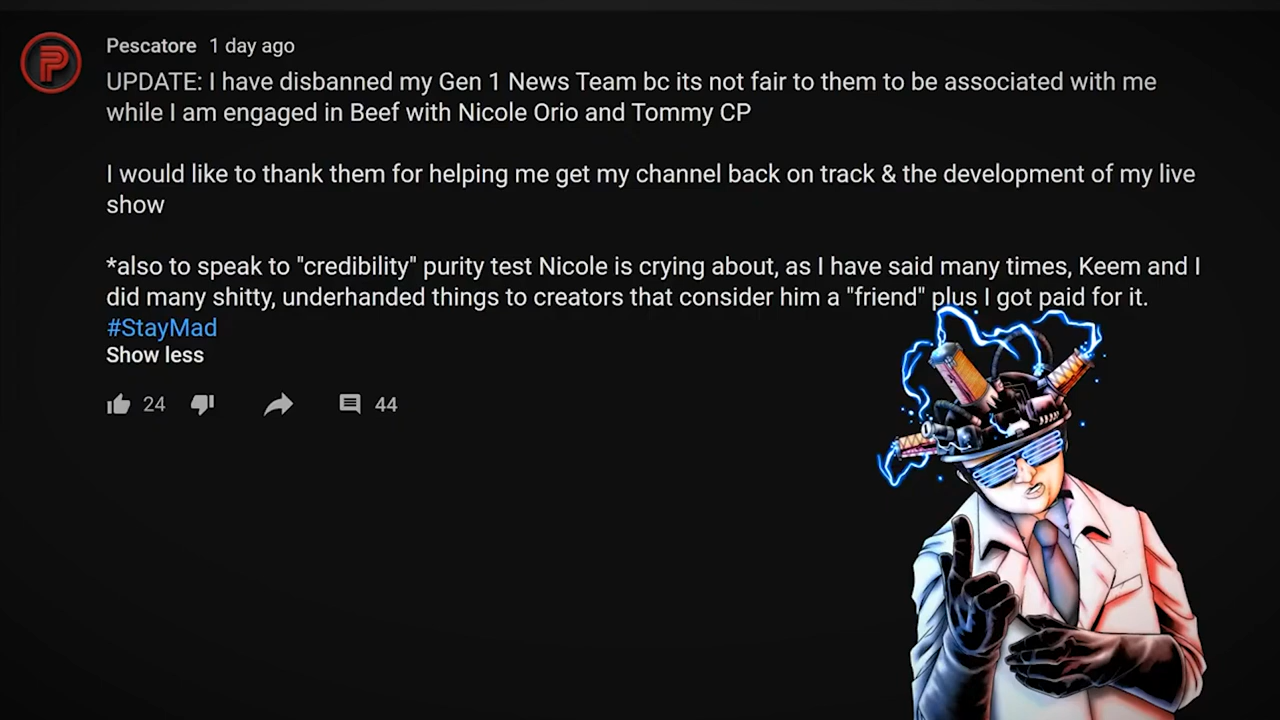 Pescatore 1 day ago
UPDATE: I have disbanned my Gen 1 News Team bc its not fair to them to be associated with me
while I am engaged in Beef with Nicole Orio and Tommy CP
I would like to thank them for helping me get my channel back on track & the development of my live
show
*also to speak to "credibility" purity test Nicole is crying about, as I have said many times, Keem and I
did many shitty, underhanded things to creators that consider him a "friend" plus I got paid for it.
#StayMad
Show less
24 44